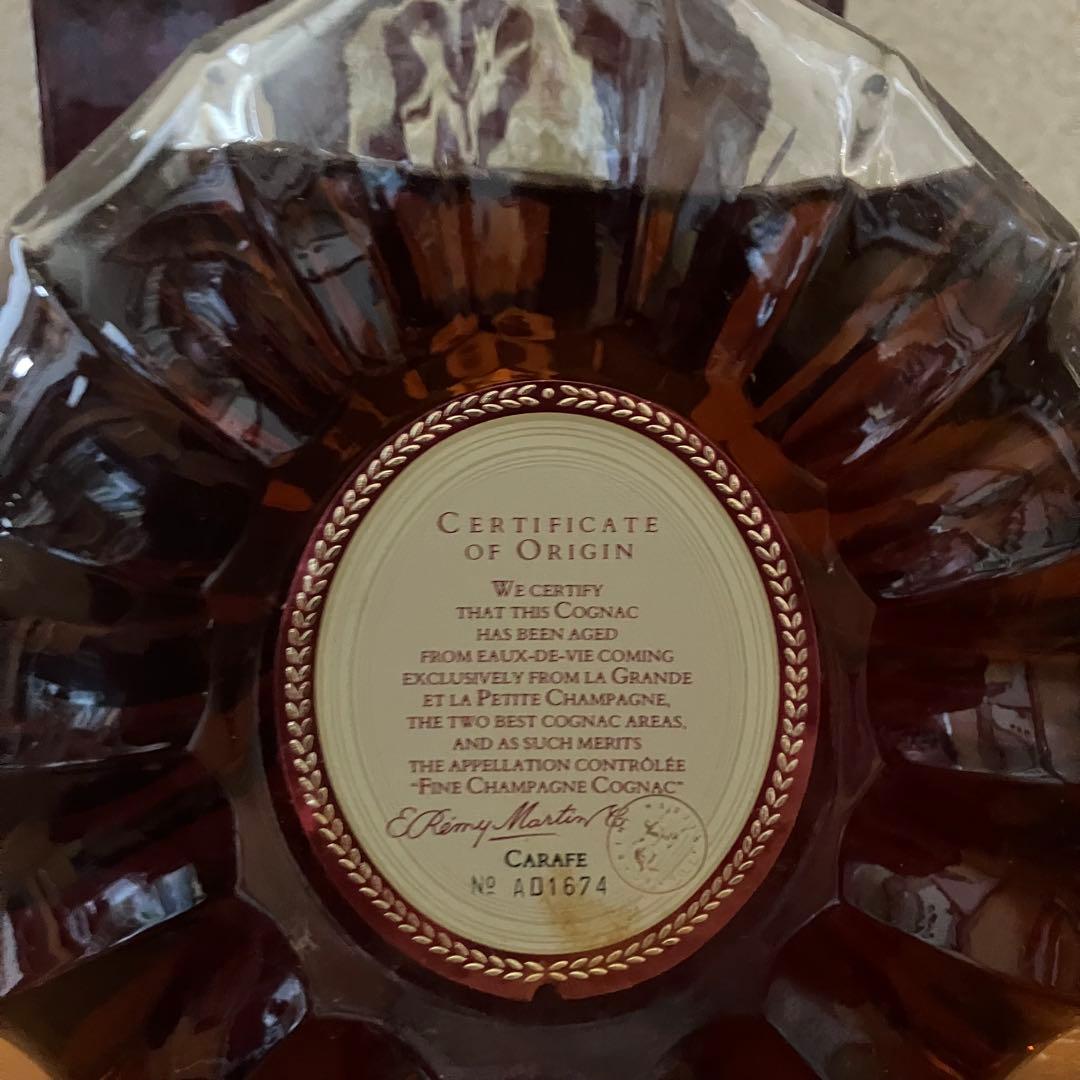 CERTIFICATE
OF ORIGIN
WE CERTIFY
THAT THIS COGNAC
HAS BEEN AGED
FROM EAUX-DE-VIE COMING
EXCLUSIVELY FROM LA GRANDE
ET LA PETITE CHAMPAGNE,
THE TWO BEST COGNAC AREAS,
AND AS SUCH MERITS
THE APPELLATION CONTRÔLÉE
"FINE CHAMPAGNE COGNAC"
E. Rémy Martin & Co
CARAFE
Nº AD1674